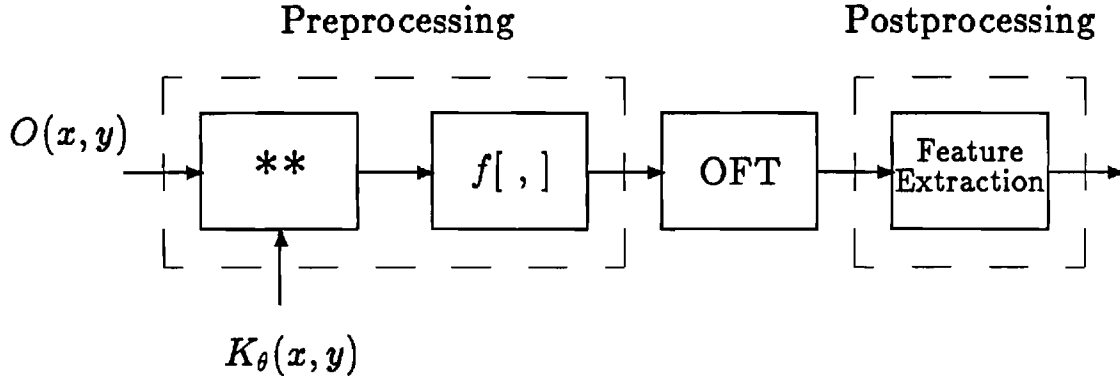 Preprocessing
Postprocessing
O(x, y)
**
f[ , ]
OFT
Feature
Extraction
K_θ(x, y)